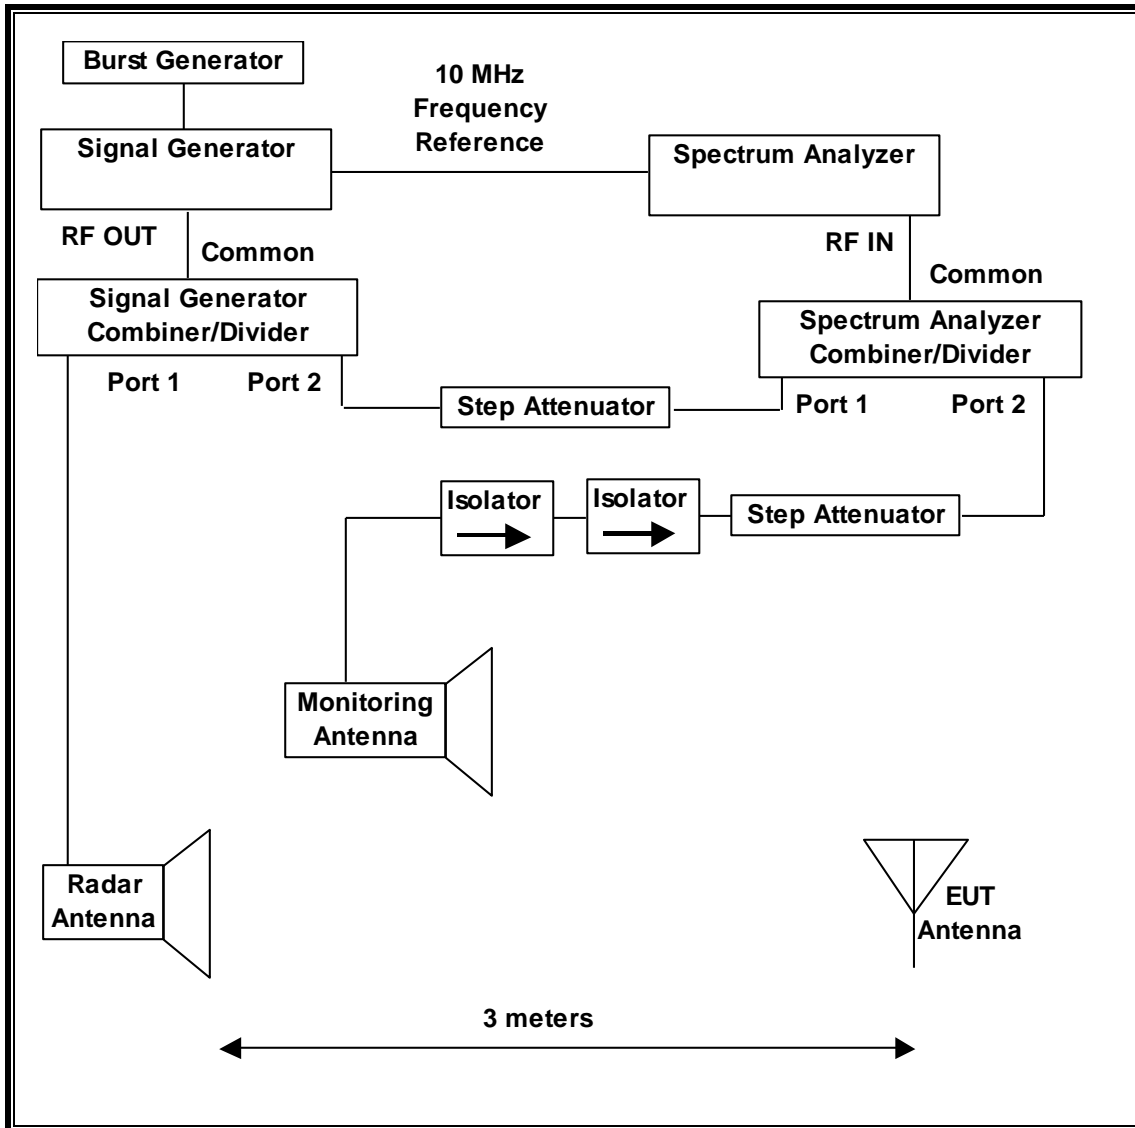 Burst Generator
10 MHz
Frequency
Reference
Signal Generator
Spectrum Analyzer
RF OUT
Common
RF IN
Common
Signal Generator
Combiner/Divider
Spectrum Analyzer
Combiner/Divider
Port 1
Port 2
Step Attenuator
Port 1
Port 2
Isolator
Isolator
Step Attenuator
Monitoring
Antenna
Radar
Antenna
EUT
Antenna
3 meters